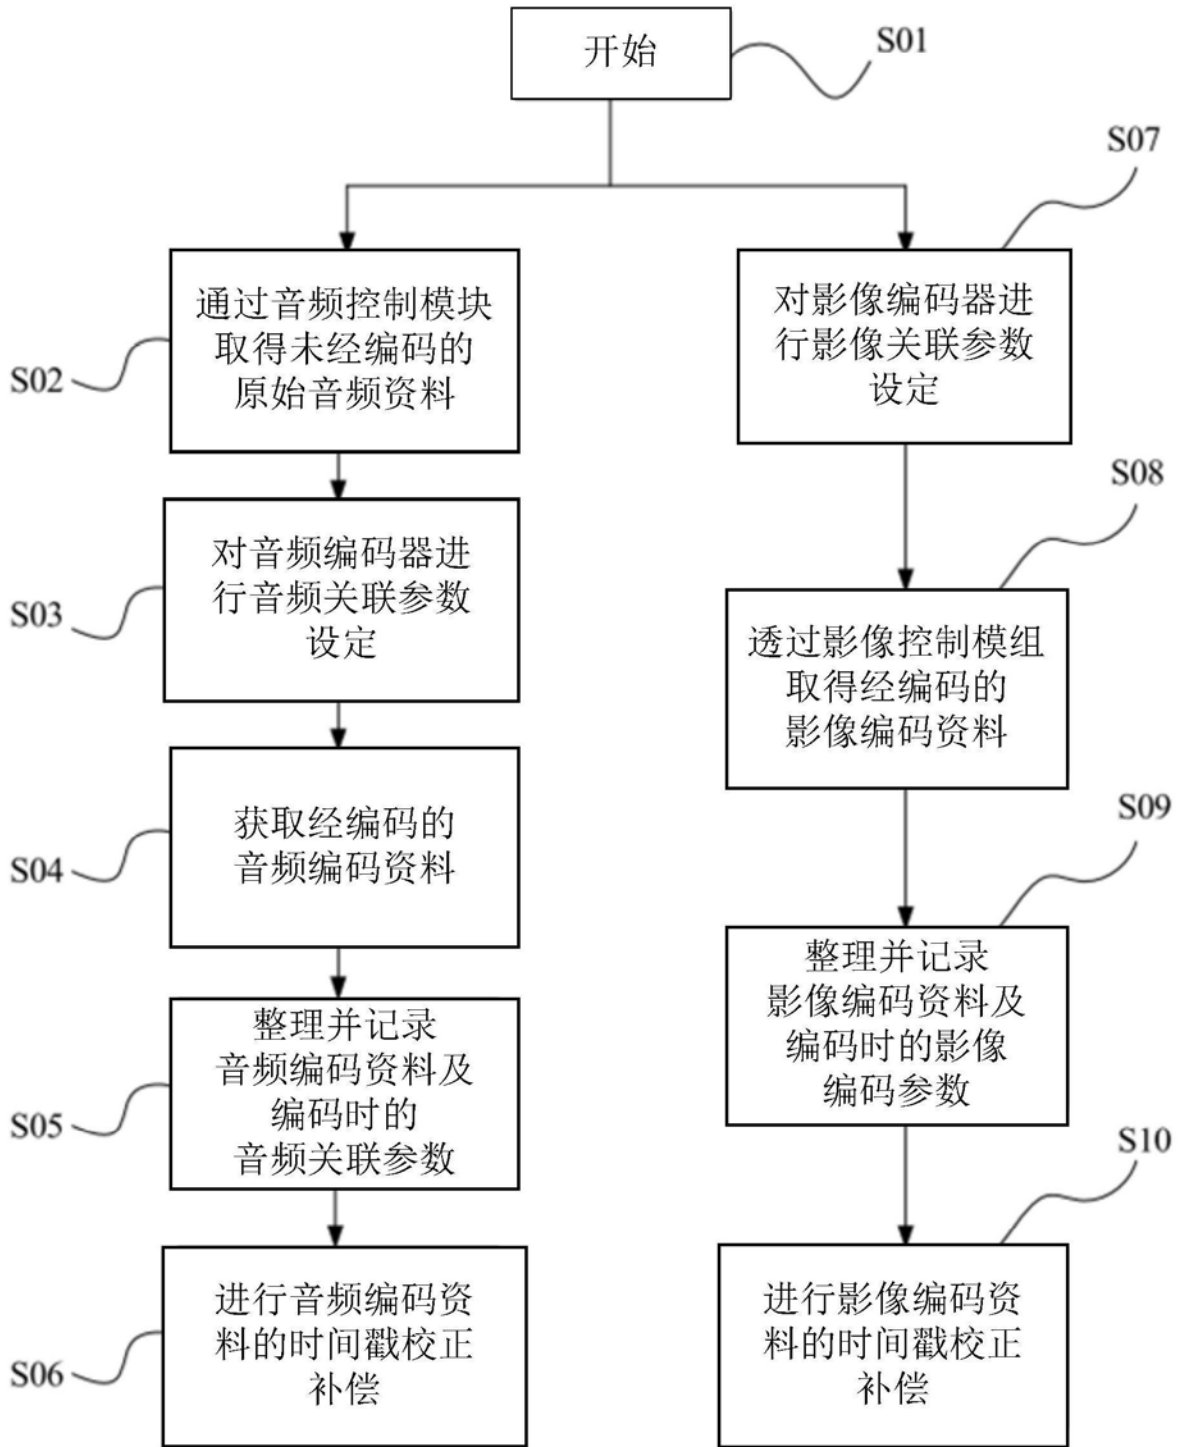 开始
S01
S02
通过音频控制模块
取得未经编码的
原始音频资料
S03
对音频编码器进
行音频关联参数
设定
S04
获取经编码的
音频编码资料
S05
整理并记录
音频编码资料及
编码时的
音频关联参数
S06
进行音频编码资
料的时间戳校正
补偿
S07
对影像编码器进
行影像关联参数
设定
S08
透过影像控制模组
取得经编码的
影像编码资料
S09
整理并记录
影像编码资料及
编码时的影像
编码参数
S10
进行影像编码资
料的时间戳校正
补偿